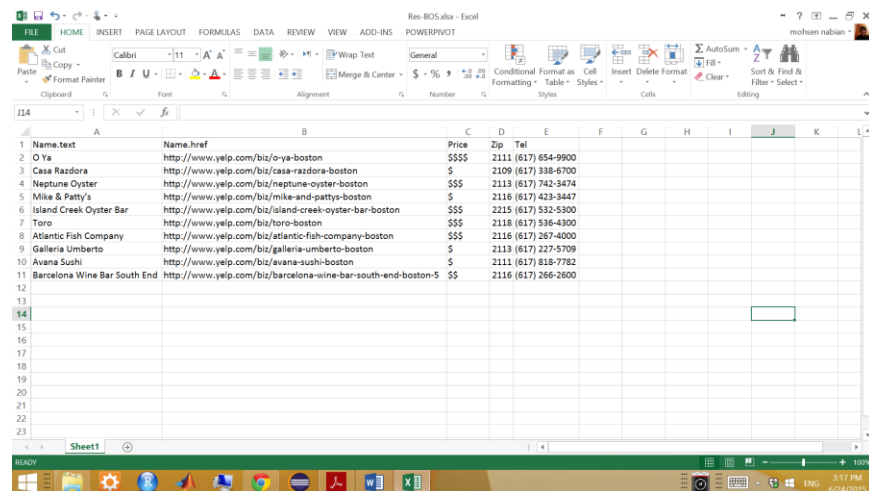 Res-BOS.xlsx - Excel
FILE HOME INSERT PAGE LAYOUT FORMULAS DATA REVIEW VIEW ADD-INS POWERPIVOT mohsen nabian
Cut
Copy
Format Painter
Paste
Calibri 11
B I U
Wrap Text
Merge & Center
General
$ % ,
Conditional Formatting
Format as Table
Cell Styles
Insert Delete Format
AutoSum
Fill
Clear
Sort & Filter
Find & Select
Clipboard Font Alignment Number Styles Cells Editing
J14 fx
A B C D E F G H I J K L
1 Name.text Name.href Price Zip Tel
2 O Ya http://www.yelp.com/biz/o-ya-boston $$$$ 2111 (617) 654-9900
3 Casa Razdora http://www.yelp.com/biz/casa-razdora-boston $ 2109 (617) 338-6700
4 Neptune Oyster http://www.yelp.com/biz/neptune-oyster-boston $$$ 2113 (617) 742-3474
5 Mike & Patty's http://www.yelp.com/biz/mike-and-pattys-boston $ 2116 (617) 423-3447
6 Island Creek Oyster Bar http://www.yelp.com/biz/island-creek-oyster-bar-boston $$$ 2215 (617) 532-5300
7 Toro http://www.yelp.com/biz/toro-boston $$$ 2118 (617) 536-4300
8 Atlantic Fish Company http://www.yelp.com/biz/atlantic-fish-company-boston $$$ 2116 (617) 267-4000
9 Galleria Umberto http://www.yelp.com/biz/galleria-umberto-boston $ 2113 (617) 227-5709
10 Avana Sushi http://www.yelp.com/biz/avana-sushi-boston $ 2111 (617) 818-7782
11 Barcelona Wine Bar South End http://www.yelp.com/biz/barcelona-wine-bar-south-end-boston-5 $$ 2116 (617) 266-2600
12
13
14
15
16
17
18
19
20
21
22
23
Sheet1
READY 100%
ENG 3:17 PM
6/24/2015